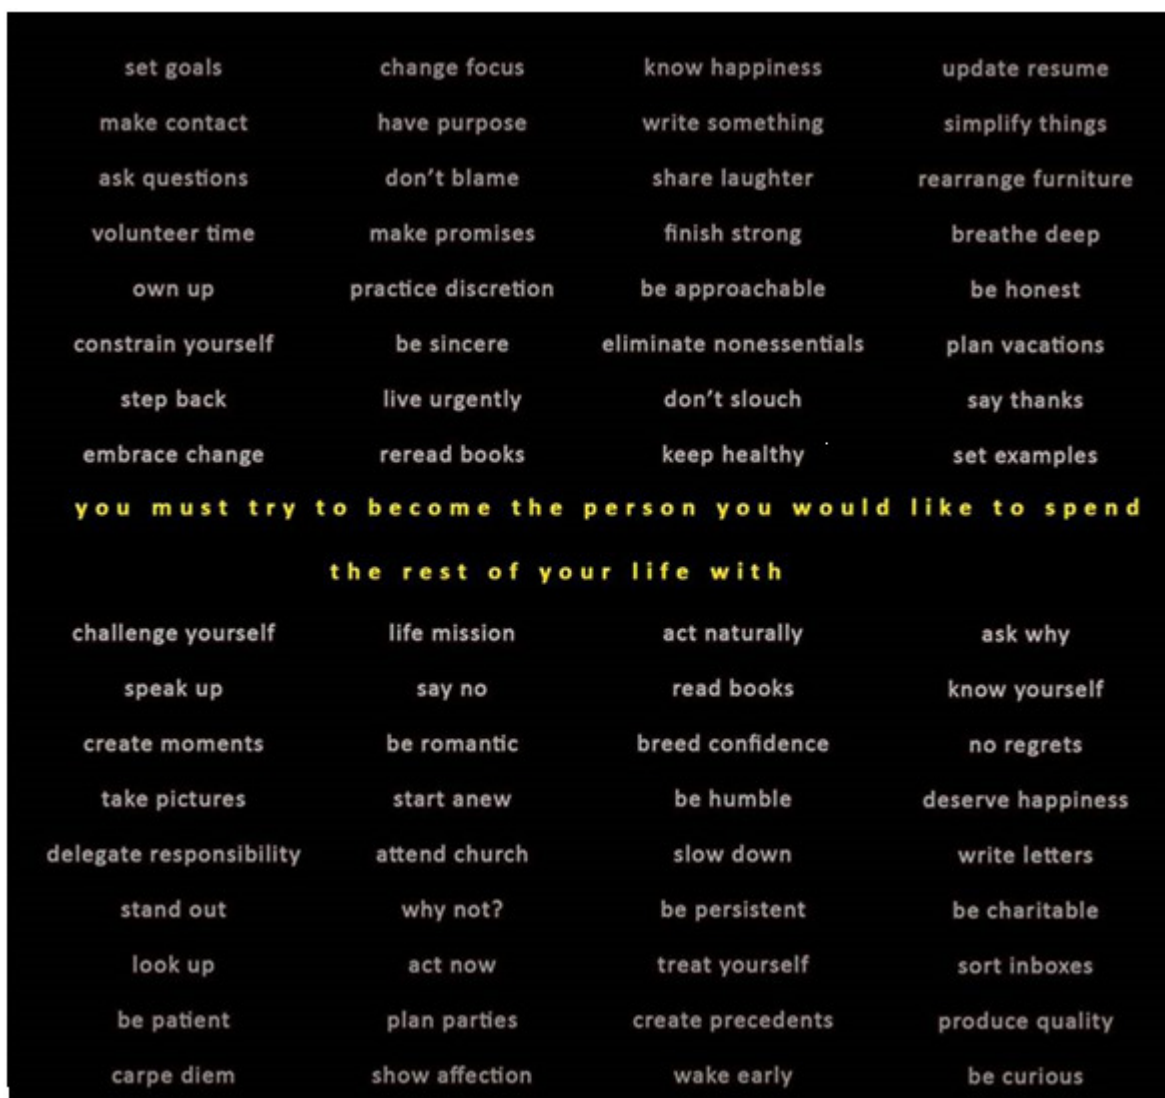 set goals change focus know happiness update resume
make contact have purpose write something simplify things
ask questions don't blame share laughter rearrange furniture
volunteer time make promises finish strong breathe deep
own up practice discretion be approachable be honest
constrain yourself be sincere eliminate nonessentials plan vacations
step back live urgently don't slouch say thanks
embrace change reread books keep healthy set examples
you must try to become the person you would like to spend
the rest of your life with
challenge yourself life mission act naturally ask why
speak up say no read books know yourself
create moments be romantic breed confidence no regrets
take pictures start anew be humble deserve happiness
delegate responsibility attend church slow down write letters
stand out why not? be persistent be charitable
look up act now treat yourself sort inboxes
be patient plan parties create precedents produce quality
carpe diem show affection wake early be curious